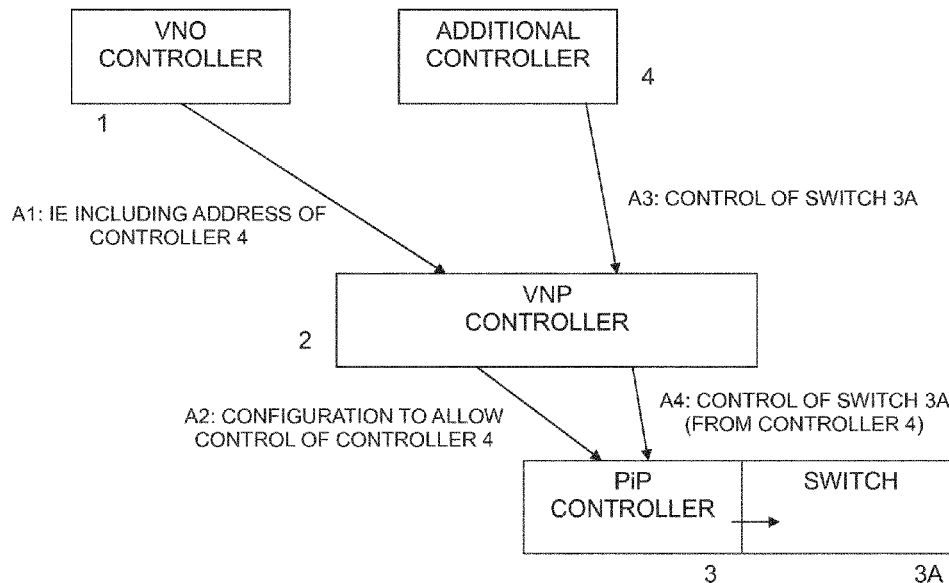 VNO
CONTROLLER
1
ADDITIONAL
CONTROLLER
4
A1: IE INCLUDING ADDRESS OF
CONTROLLER 4
A3: CONTROL OF SWITCH 3A
VNP
CONTROLLER
2
A2: CONFIGURATION TO ALLOW
CONTROL OF CONTROLLER 4
A4: CONTROL OF SWITCH 3A
(FROM CONTROLLER 4)
PiP
CONTROLLER
SWITCH
3
3A